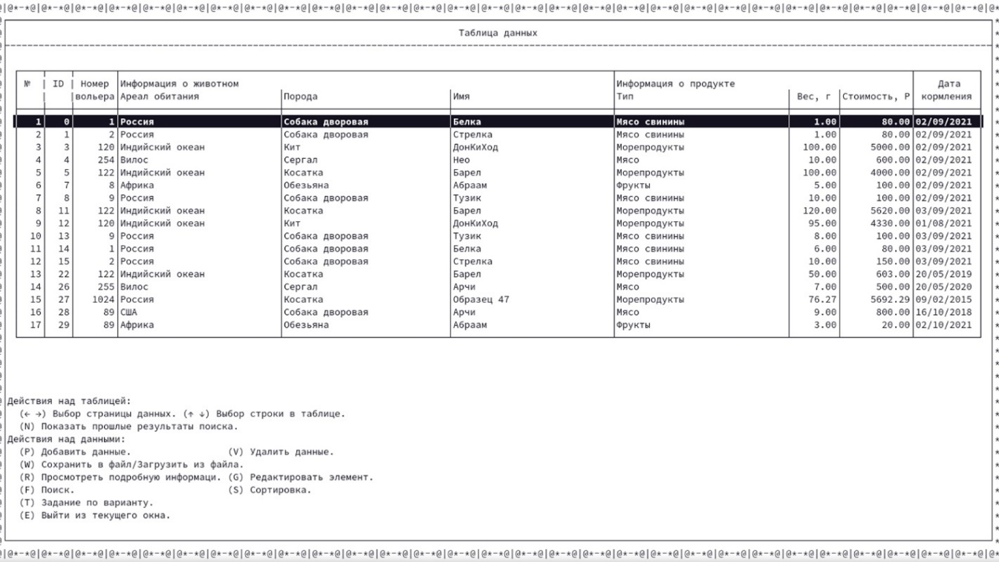 Таблица данных
№ | ID | Номер Информация о животном Информация о продукте Дата
вольера Ареал обитания Порода Имя Тип Вес, г Стоимость, Р кормления
1 0 1 Россия Собака дворовая Белка Мясо свинины 1.00 80.00 02/09/2021
2 1 2 Россия Собака дворовая Стрелка Мясо свинины 1.00 80.00 02/09/2021
3 3 120 Индийский океан Кит ДонКиХод Морепродукты 100.00 5000.00 02/09/2021
4 4 254 Вилос Сергал Нео Мясо 10.00 600.00 02/09/2021
5 5 122 Индийский океан Косатка Барел Морепродукты 100.00 4000.00 02/09/2021
6 7 8 Африка Обезьяна Абраам Фрукты 5.00 100.00 02/09/2021
7 8 9 Россия Собака дворовая Тузик Мясо свинины 10.00 100.00 02/09/2021
8 11 122 Индийский океан Косатка Барел Морепродукты 120.00 5620.00 03/09/2021
9 12 120 Индийский океан Кит ДонКиХод Морепродукты 95.00 4330.00 01/08/2021
10 13 9 Россия Собака дворовая Тузик Мясо свинины 8.00 100.00 03/09/2021
11 14 1 Россия Собака дворовая Белка Мясо свинины 6.00 80.00 03/09/2021
12 15 2 Россия Собака дворовая Стрелка Мясо свинины 10.00 150.00 03/09/2021
13 22 122 Индийский океан Косатка Барел Морепродукты 50.00 603.00 20/05/2019
14 26 255 Вилос Сергал Арчи Мясо 7.00 500.00 20/05/2020
15 27 1024 Россия Косатка Образец 47 Морепродукты 76.27 5692.29 09/02/2015
16 28 89 США Собака дворовая Арчи Мясо 9.00 800.00 16/10/2018
17 29 89 Африка Обезьяна Абраам Фрукты 3.00 20.00 02/10/2021
Действия над таблицей:
(← →) Выбор страницы данных. (↑ ↓) Выбор строки в таблице.
(N) Показать прошлые результаты поиска.
Действия над данными:
(P) Добавить данные. (V) Удалить данные.
(W) Сохранить в файл/Загрузить из файла.
(R) Просмотреть подробную информаци. (G) Редактировать элемент.
(F) Поиск. (S) Сортировка.
(T) Задание по варианту.
(E) Выйти из текущего окна.